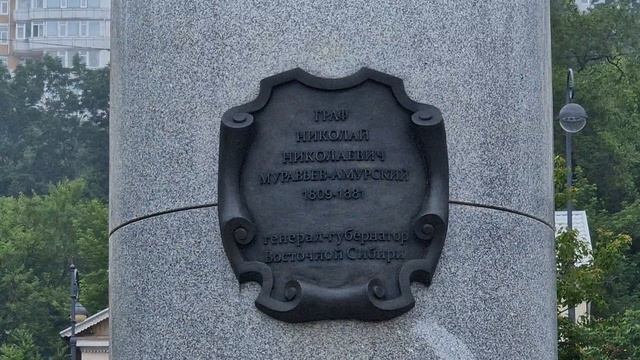 ГРАФ
НИКОЛАЙ
НИКОЛАЕВИЧ
МУРАВЬЕВ-АМУРСКИЙ
1809-1881
генерал-губернатор
Восточной Сибири